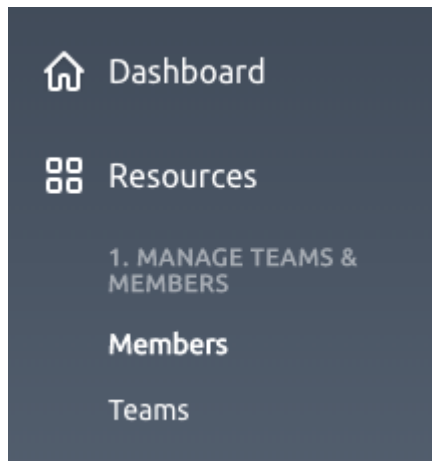 Dashboard
Resources
1. MANAGE TEAMS &
MEMBERS
Members
Teams